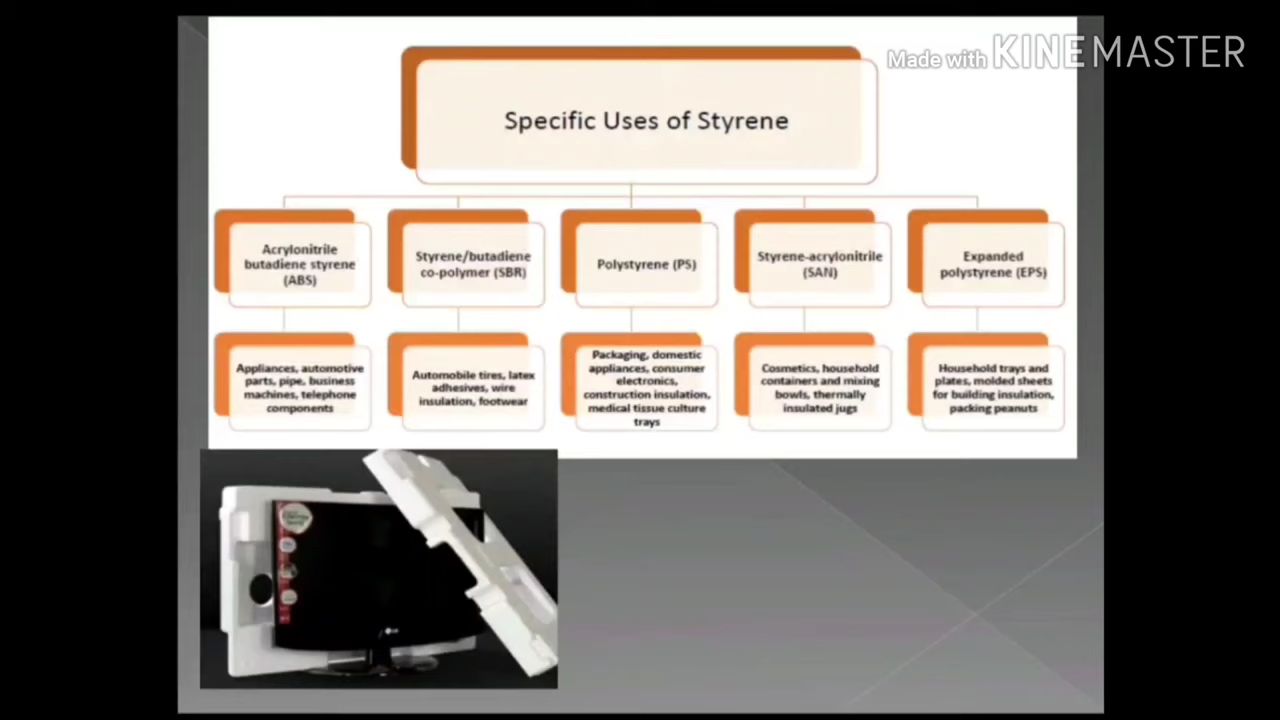 Made with KINEMASTER
Specific Uses of Styrene
Acrylonitrile
butadiene styrene
(ABS)
Styrene/butadiene
co-polymer (SBR)
Polystyrene (PS)
Styrene-acrylonitrile
(SAN)
Expanded
polystyrene (EPS)
Appliances, automotive
parts, pipe, business
machines, telephone
components
Automobile tires, latex
adhesives, wire
insulation, footwear
Packaging, domestic
appliances, consumer
electronics,
construction insulation,
medical tissue culture
trays
Cosmetics, household
containers and mixing
bowls, thermally
insulated jugs
Household trays and
plates, molded sheets
for building insulation,
packing peanuts
LG